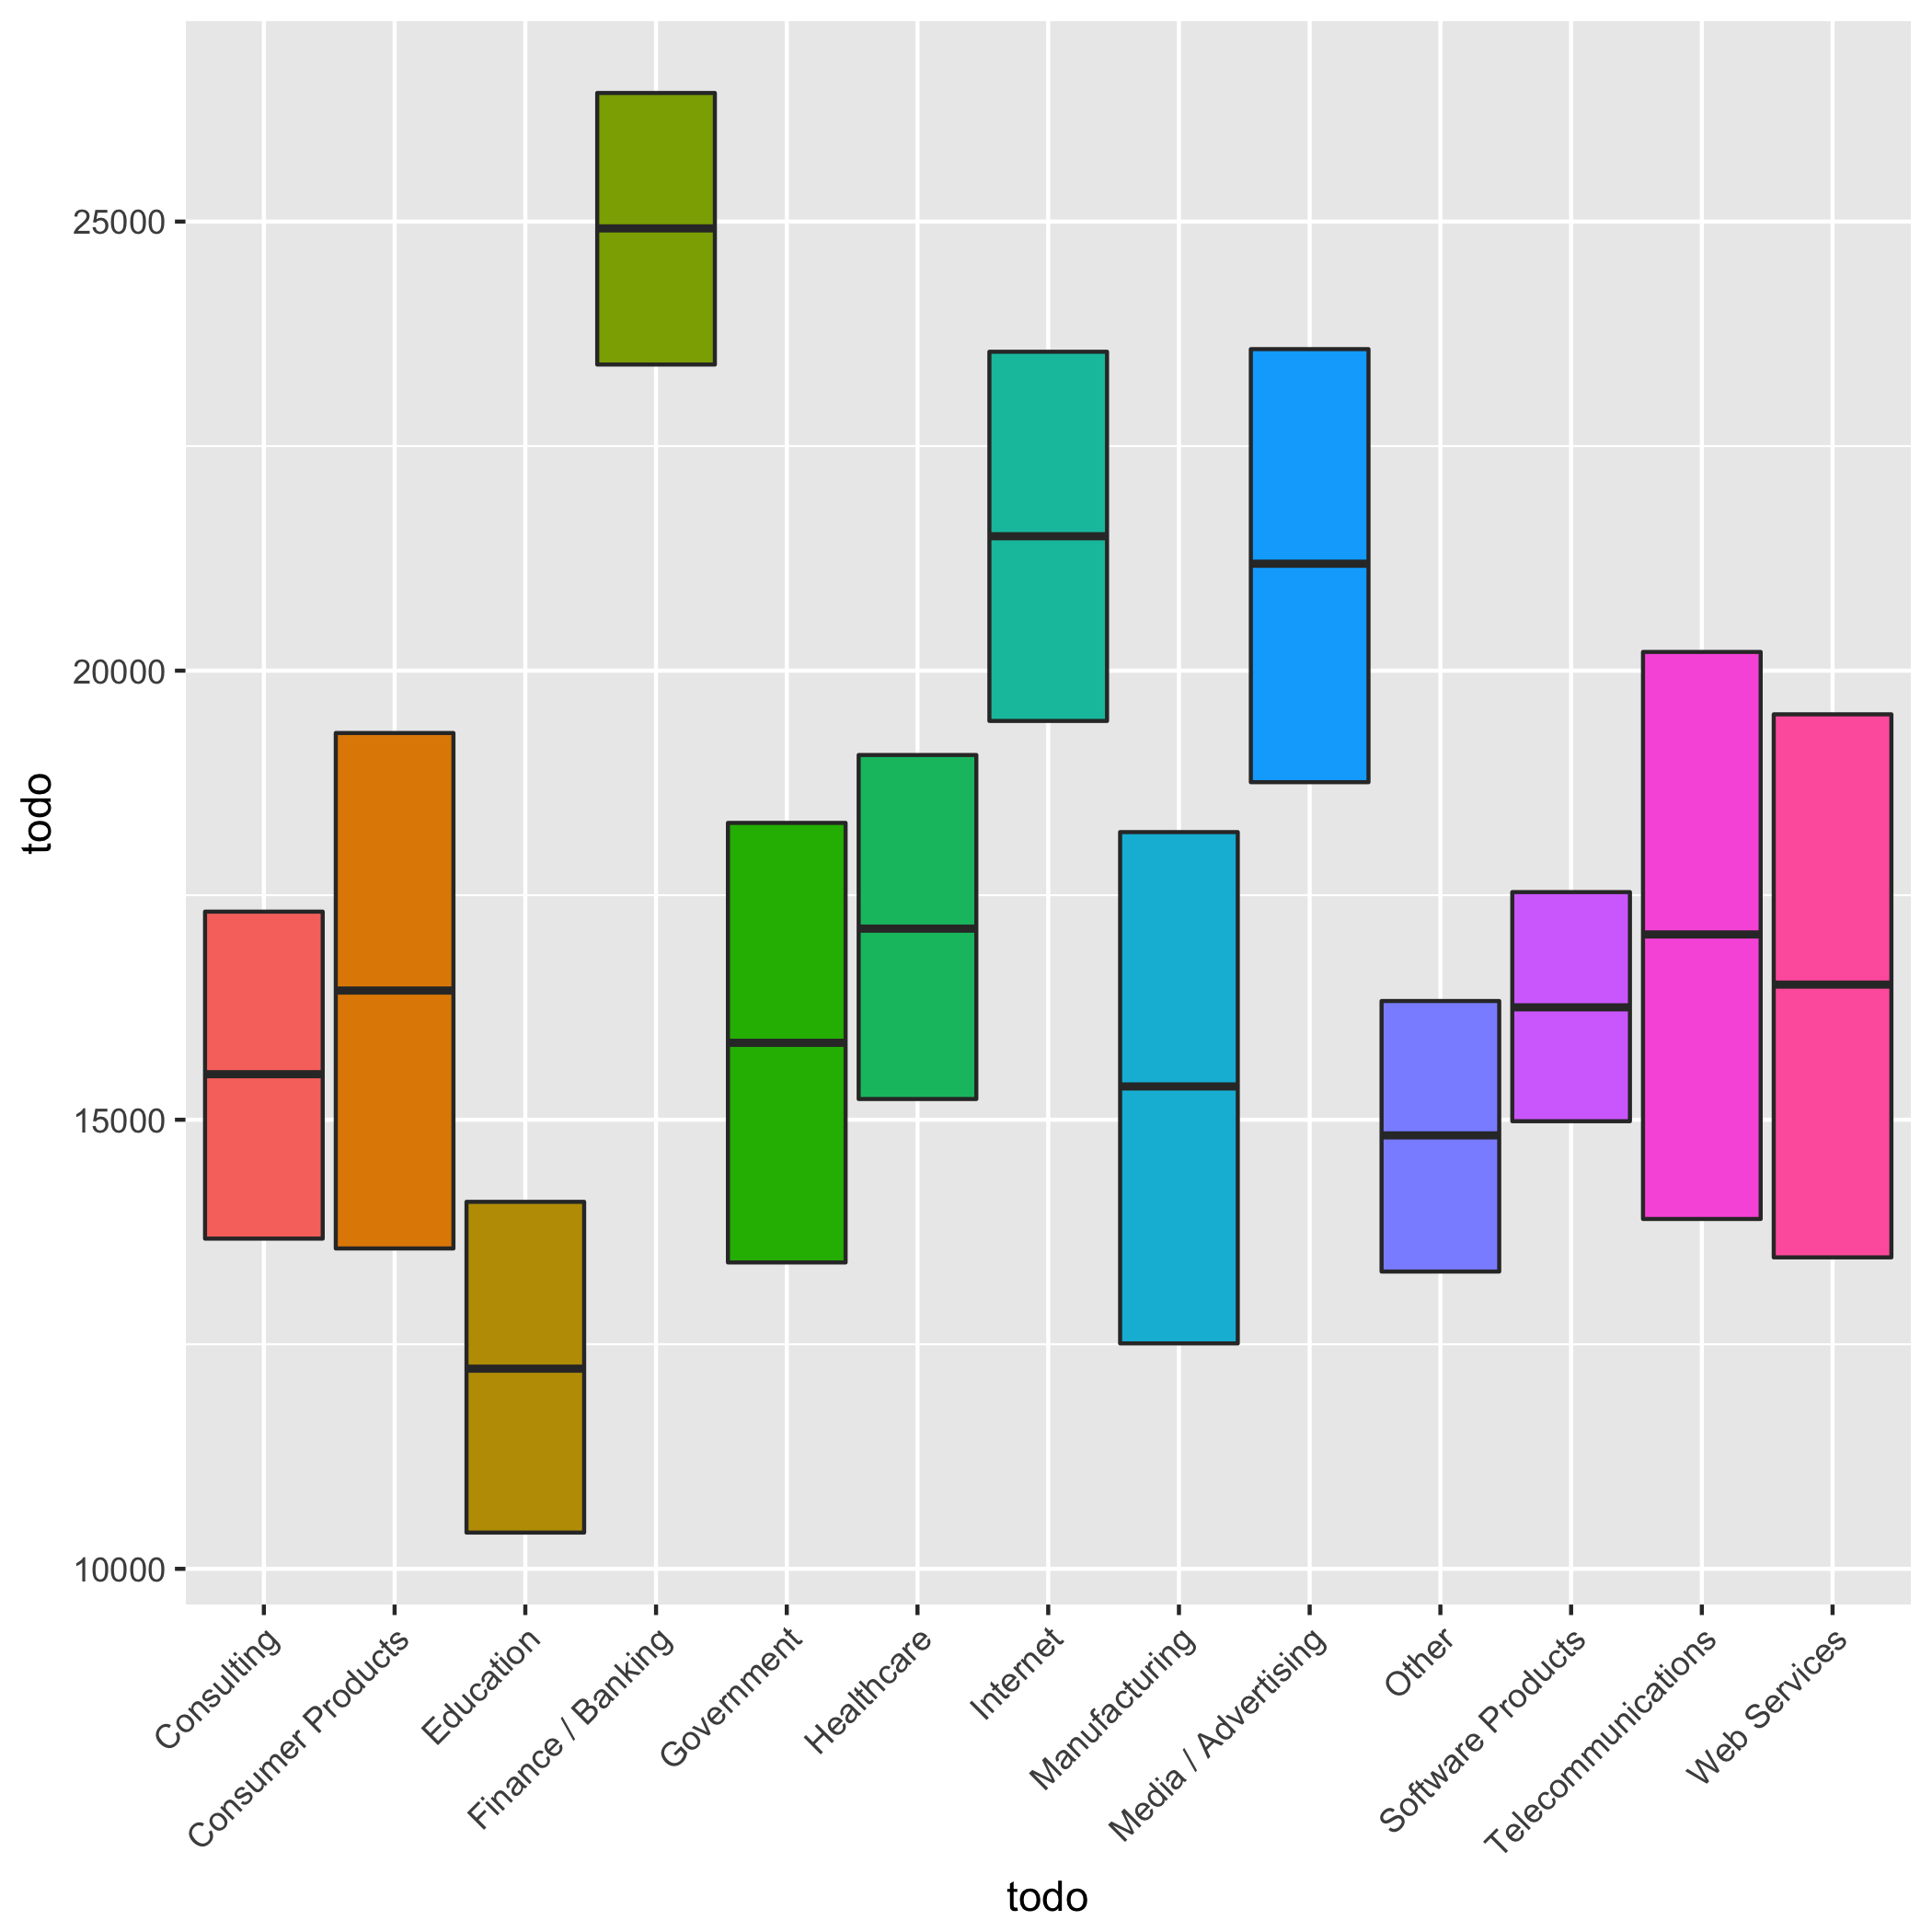 25000
20000
15000
10000
todo
Consulting
Consumer Products
Education
Finance / Banking
Government
Healthcare
Internet
Manufacturing
Media / Advertising
Other
Software Products
Telecommunications
Web Services
todo